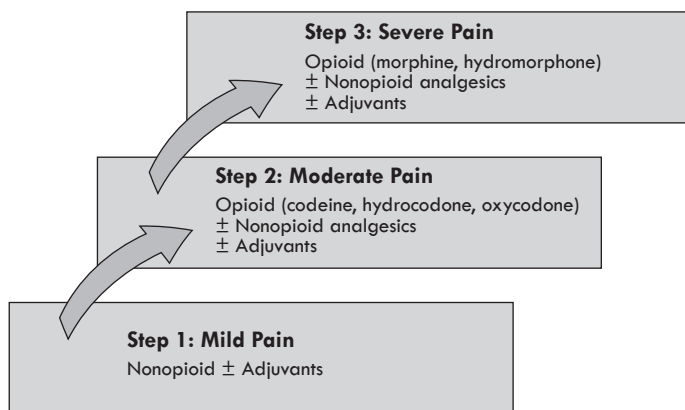 Step 3: Severe Pain
Opioid (morphine, hydromorphone)
± Nonopioid analgesics
± Adjuvants
Step 2: Moderate Pain
Opioid (codeine, hydrocodone, oxycodone)
± Nonopioid analgesics
± Adjuvants
Step 1: Mild Pain
Nonopioid ± Adjuvants